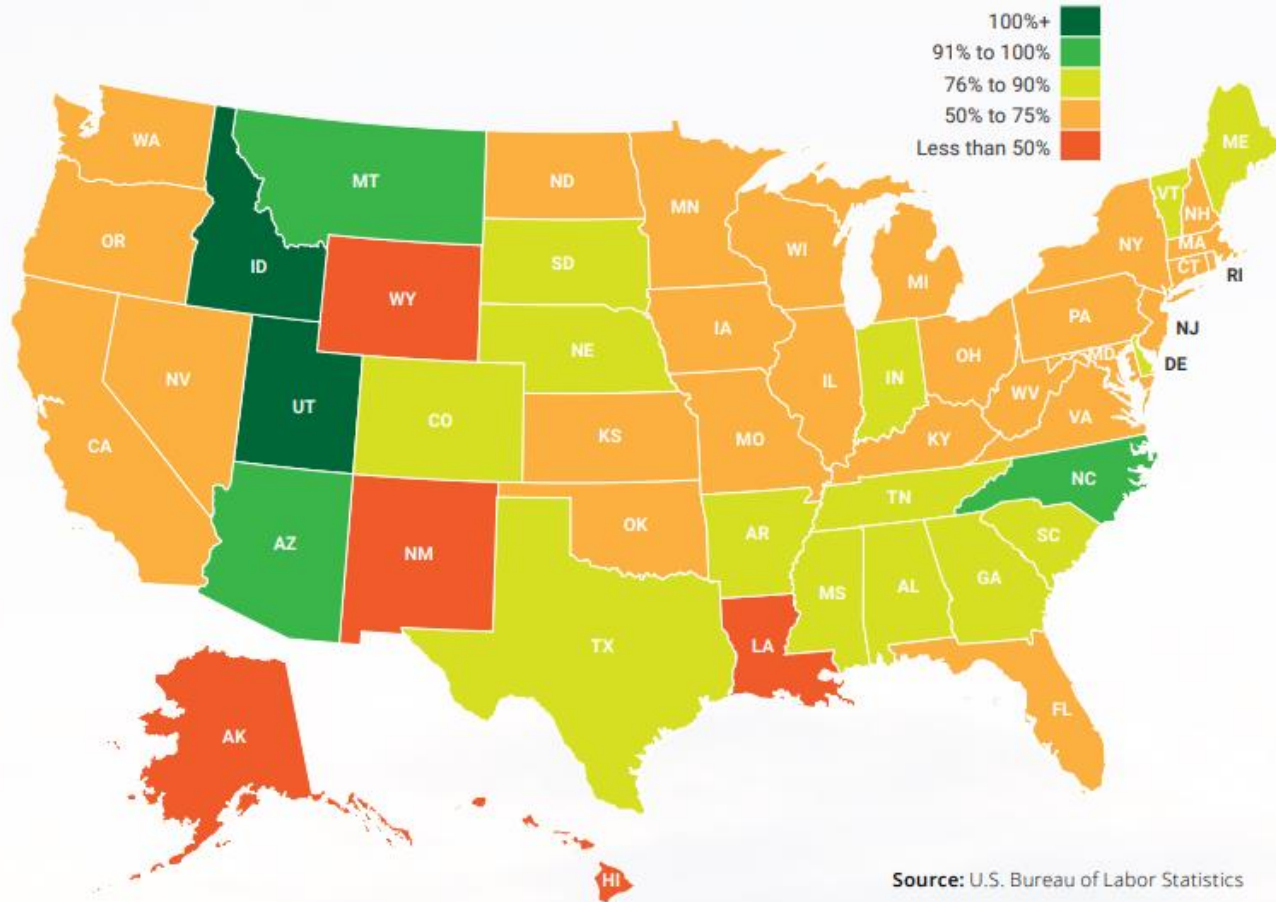 100%+
91% to 100%
76% to 90%
50% to 75%
Less than 50%
WA
MT
ND
MN
ME
VT
NH
OR
ID
SD
WI
MI
NY
MA
CT
RI
WY
IA
NE
PA
NJ
NV
UT
CO
IL
IN
OH
MD
DE
WV
VA
CA
KS
MO
KY
NC
AZ
NM
OK
AR
TN
SC
MS
AL
GA
TX
LA
FL
AK
HI
Source: U.S. Bureau of Labor Statistics